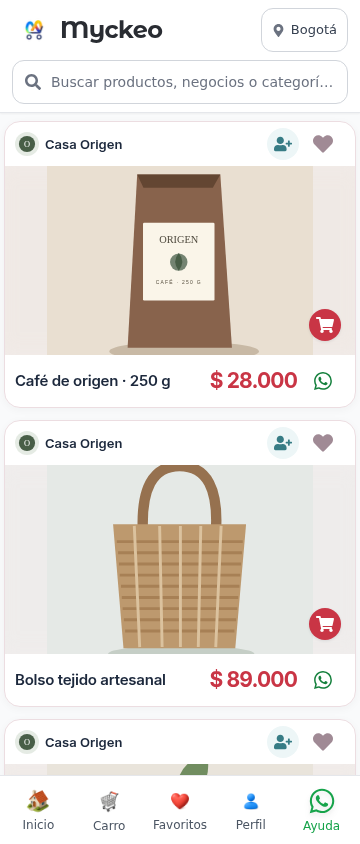 Myckeo
Bogotá
Buscar productos, negocios o categorí...
Casa Origen
ORIGEN
CAFÉ · 250 G
Café de origen · 250 g
$ 28.000
Casa Origen
Bolso tejido artesanal
$ 89.000
Casa Origen
Inicio
Carro
Favoritos
Perfil
Ayuda